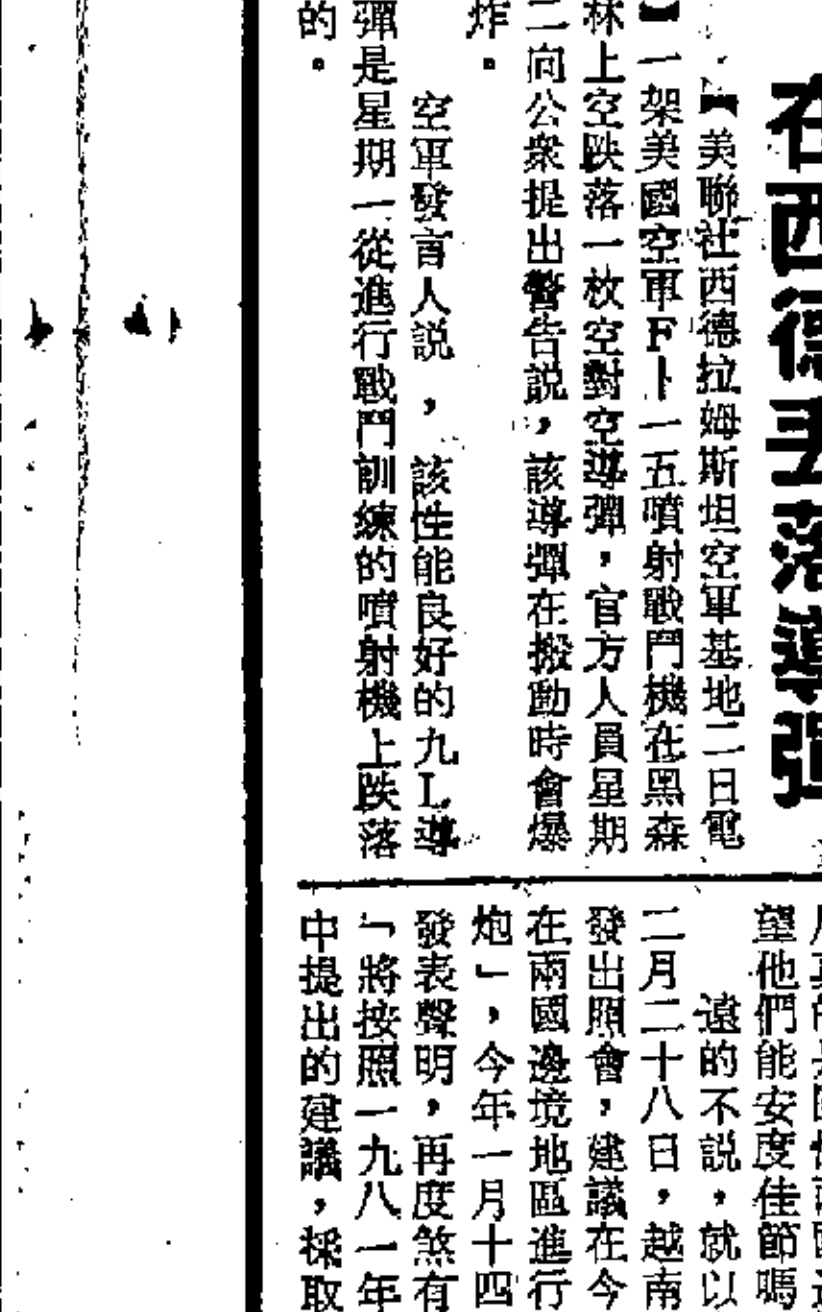 在西德丟落導彈
【美聯社西德拉姆斯坦空軍基地二日電
】一架美國空軍F┣一五噴射戰鬥機在黑森
林上空跌落一枚空對空導彈,官方人員星期
二向公衆提出警告説,該導彈在搬動時會爆
炸。
空軍發言人説,該性能良好的九L導
彈是星期一從進行戰鬥訓練的噴射機上跌落
的。
望他們能安度佳節嗎
遠的不説,就以
二月二十八日,越南
發出照會,建議在今
在兩國邊境地區進行
炮」,今年一月十四
發表聲明,再度煞有
「將按照一九八一年
中提出的建議,採取